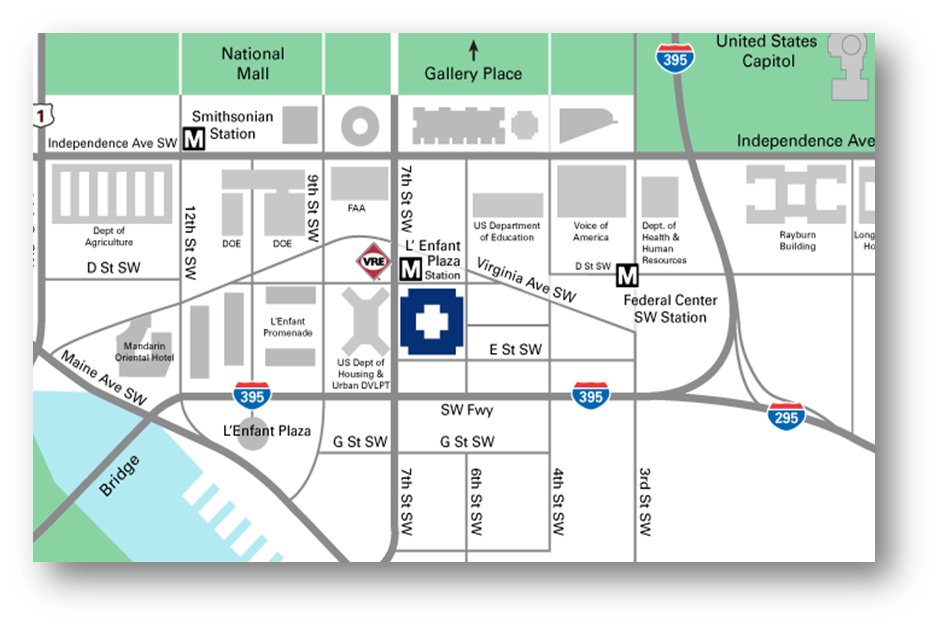 National
Mall
Gallery Place
395
United States
Capitol
1
Smithsonian
M Station
Independence Ave SW
Independence Ave
Dept of
Agriculture
12th St SW
DOE
DOE
9th St SW
FAA
7th St SW
US Department
of Education
Voice of
America
Dept. of
Health &
Human
Resources
Rayburn
Building
Long
Ho
D St SW
VRE
L' Enfant
M Plaza
Station
Virginia Ave SW
D St SW
M
Federal Center
SW Station
L'Enfant
Promenade
Mandarin
Oriental Hotel
US Dept of
Housing &
Urban DVLPT
E St SW
Maine Ave SW
395
395
295
SW Fwy
L'Enfant Plaza
G St SW
G St SW
Bridge
7th St SW
6th St SW
4th St SW
3rd St SW